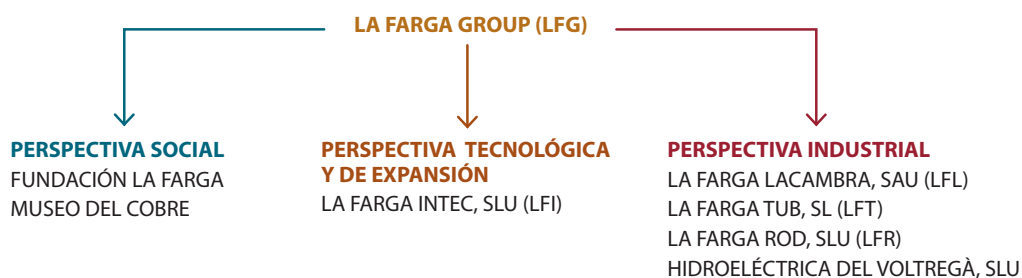 LA FARGA GROUP (LFG)
PERSPECTIVA SOCIAL
FUNDACIÓN LA FARGA
MUSEO DEL COBRE
PERSPECTIVA TECNOLÓGICA
Y DE EXPANSIÓN
LA FARGA INTEC, SLU (LFI)
PERSPECTIVA INDUSTRIAL
LA FARGA LACAMBRA, SAU (LFL)
LA FARGA TUB, SL (LFT)
LA FARGA ROD, SLU (LFR)
HIDROELÉCTRICA DEL VOLTREGÀ, SLU